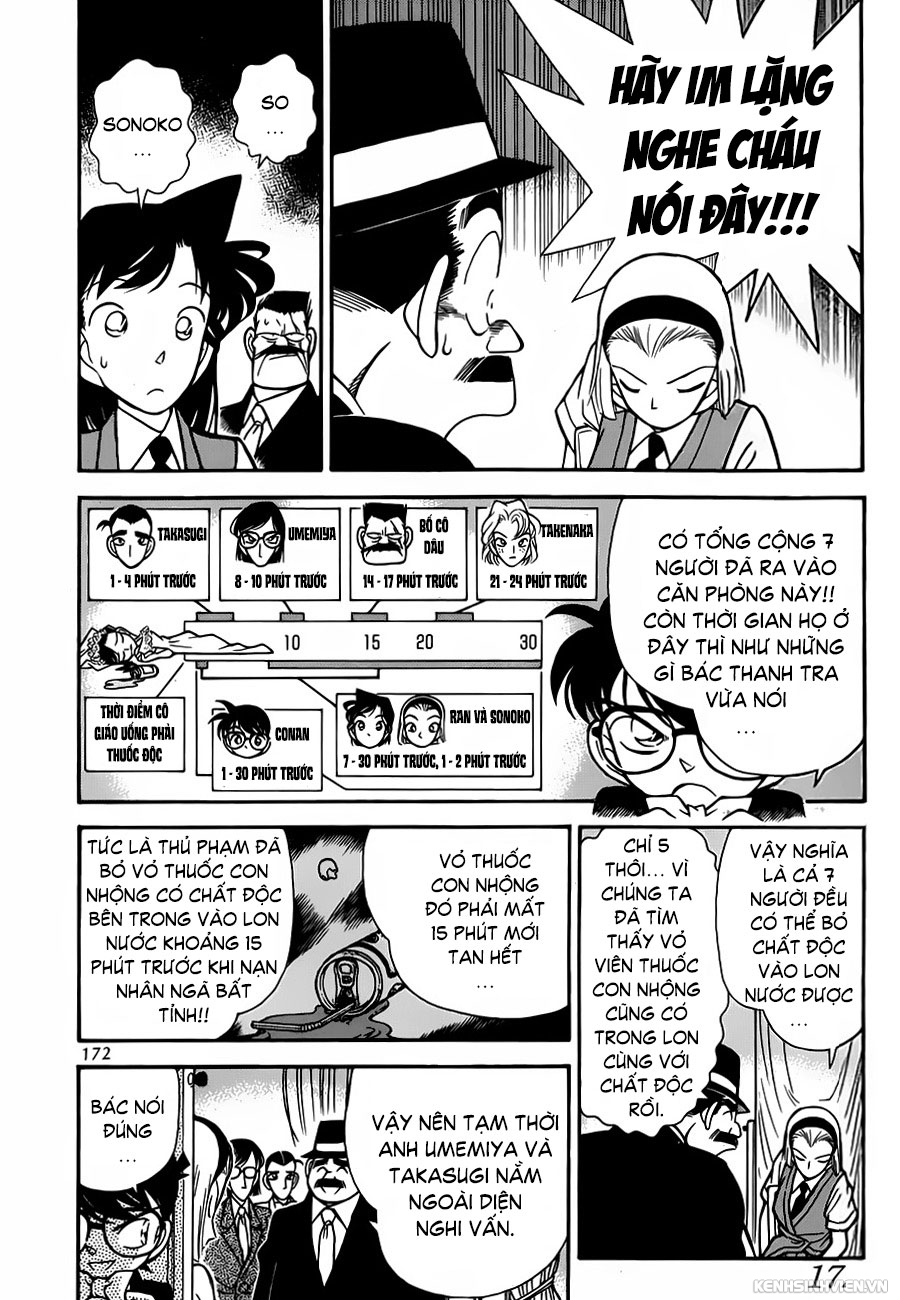 HÃY IM LẶNG
NGHE CHÁU
NÓI ĐÂY!!!
SO
...
SONOKO
...
CÓ TỔNG CỘNG 7
NGƯỜI ĐÃ RA VÀO
CĂN PHÒNG NÀY!!
CÒN THỜI GIAN HỌ Ở
ĐÂY THÌ NHƯ NHỮNG
GÌ BÁC THANH TRA
VỪA NÓI
...
TAKASUGI
1 - 4 PHÚT TRƯỚC
UMEMIYA
8 - 10 PHÚT TRƯỚC
BỐ CÔ
DÂU
14 - 17 PHÚT TRƯỚC
TAKENAKA
21 - 24 PHÚT TRƯỚC
10 15 20 30
THỜI ĐIỂM CÔ
GIÁO UỐNG PHẢI
THUỐC ĐỘC
CONAN
1 - 30 PHÚT TRƯỚC
RAN VÀ SONOKO
7 - 30 PHÚT TRƯỚC, 1 - 2 PHÚT TRƯỚC
VẬY NGHĨA
LÀ CẢ 7
NGƯỜI ĐỀU
CÓ THỂ BỎ
CHẤT ĐỘC
VÀO LON
NƯỚC ĐƯỢC
...
CHỈ 5
THÔI... VÌ
CHÚNG TA
ĐÃ TÌM
THẤY VỎ
VIÊN THUỐC
CON NHỘNG
CŨNG CÓ
TRONG LON
CÙNG VỚI
CHẤT ĐỘC
RỒI.
VỎ THUỐC
CON NHỘNG
ĐÓ PHẢI MẤT
15 PHÚT MỚI
TAN HẾT
...
TỨC LÀ THỦ PHẠM ĐÃ
BỎ VỎ THUỐC CON
NHỘNG CÓ CHẤT ĐỘC
BÊN TRONG VÀO LON
NƯỚC KHOẢNG 15
PHÚT TRƯỚC KHI NẠN
NHÂN NGÃ BẤT
TỈNH!!
172
VẬY NÊN TẠM THỜI
ANH UMEMIYA VÀ
TAKASUGI NẰM
NGOÀI DIỆN
NGHI VẤN.
BÁC NÓI
ĐÚNG
...
17
KENHSINHVIEN.VN